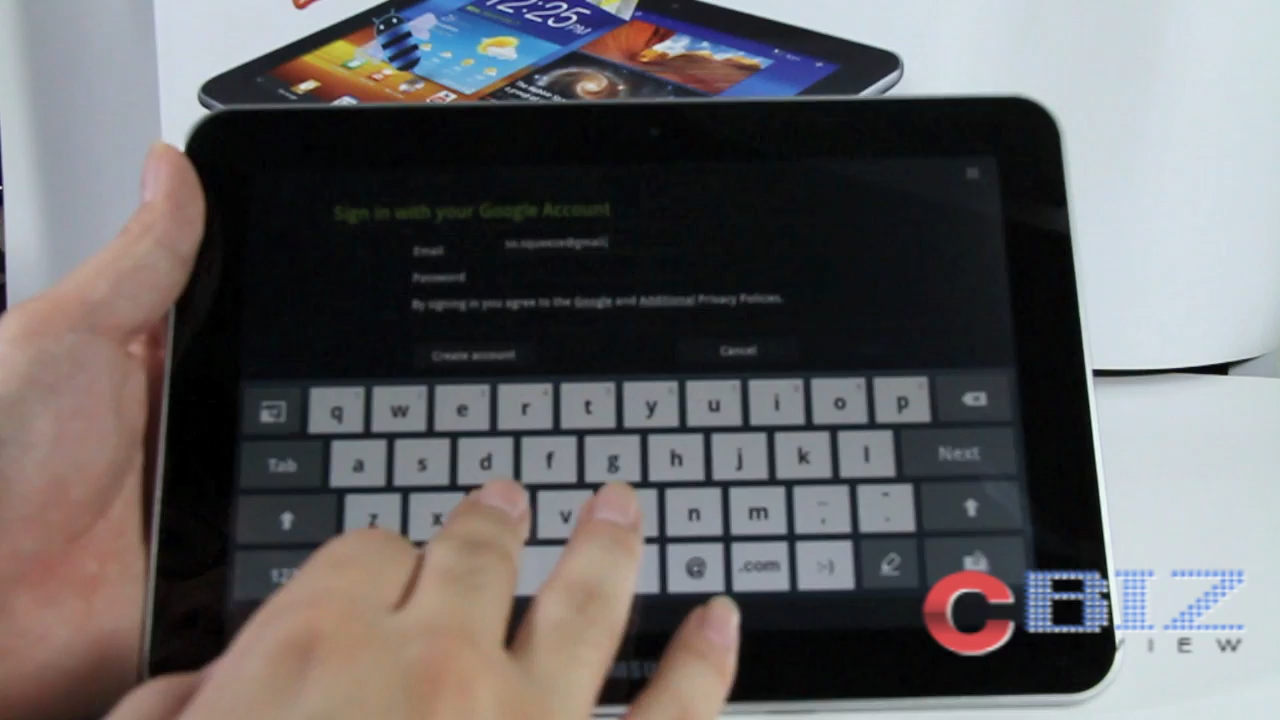 12:25 PM
Sign in with your Google Account
Email
Password
By signing in you agree to the Google and Additional Privacy Policies.
Create account Cancel
q w e r t y u i o p
Tab a s d f g h j k l Next
z x v n m , .
@ .com :-)
CBIZ
VIEW